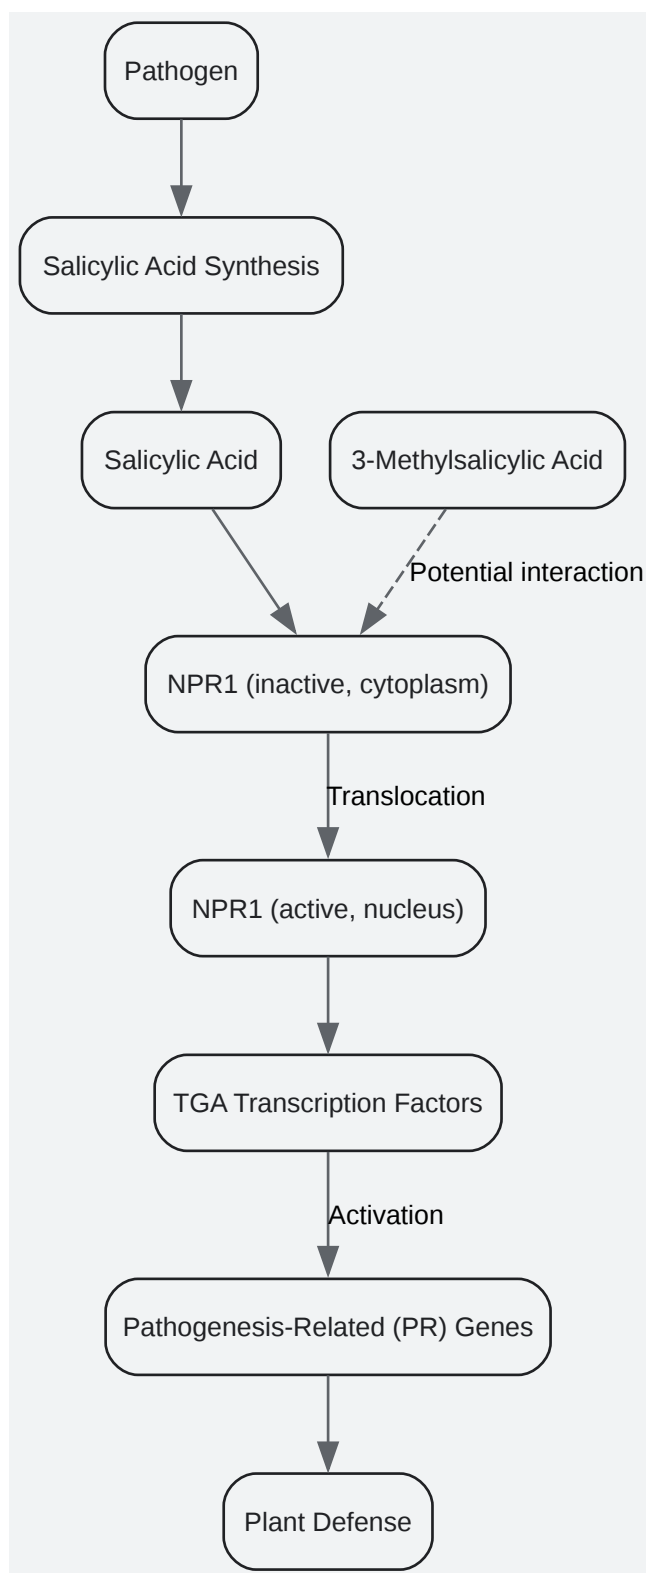 Pathogen
Salicylic Acid Synthesis
Salicylic Acid
3-Methylsalicylic Acid
Potential interaction
NPR1 (inactive, cytoplasm)
Translocation
NPR1 (active, nucleus)
TGA Transcription Factors
Activation
Pathogenesis-Related (PR) Genes
Plant Defense